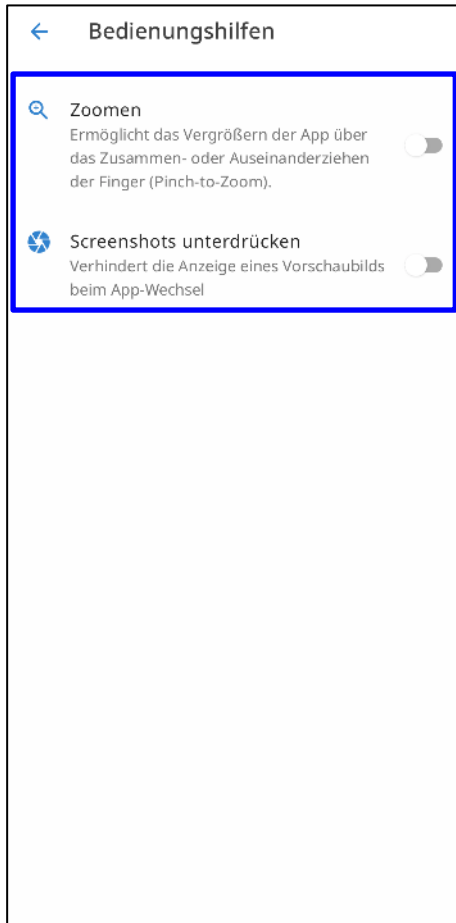 Bedienungshilfen
Zoomen
Ermöglicht das Vergrößern der App über
das Zusammen- oder Auseinanderziehen
der Finger (Pinch-to-Zoom).
Screenshots unterdrücken
Verhindert die Anzeige eines Vorschaubilds
beim App-Wechsel